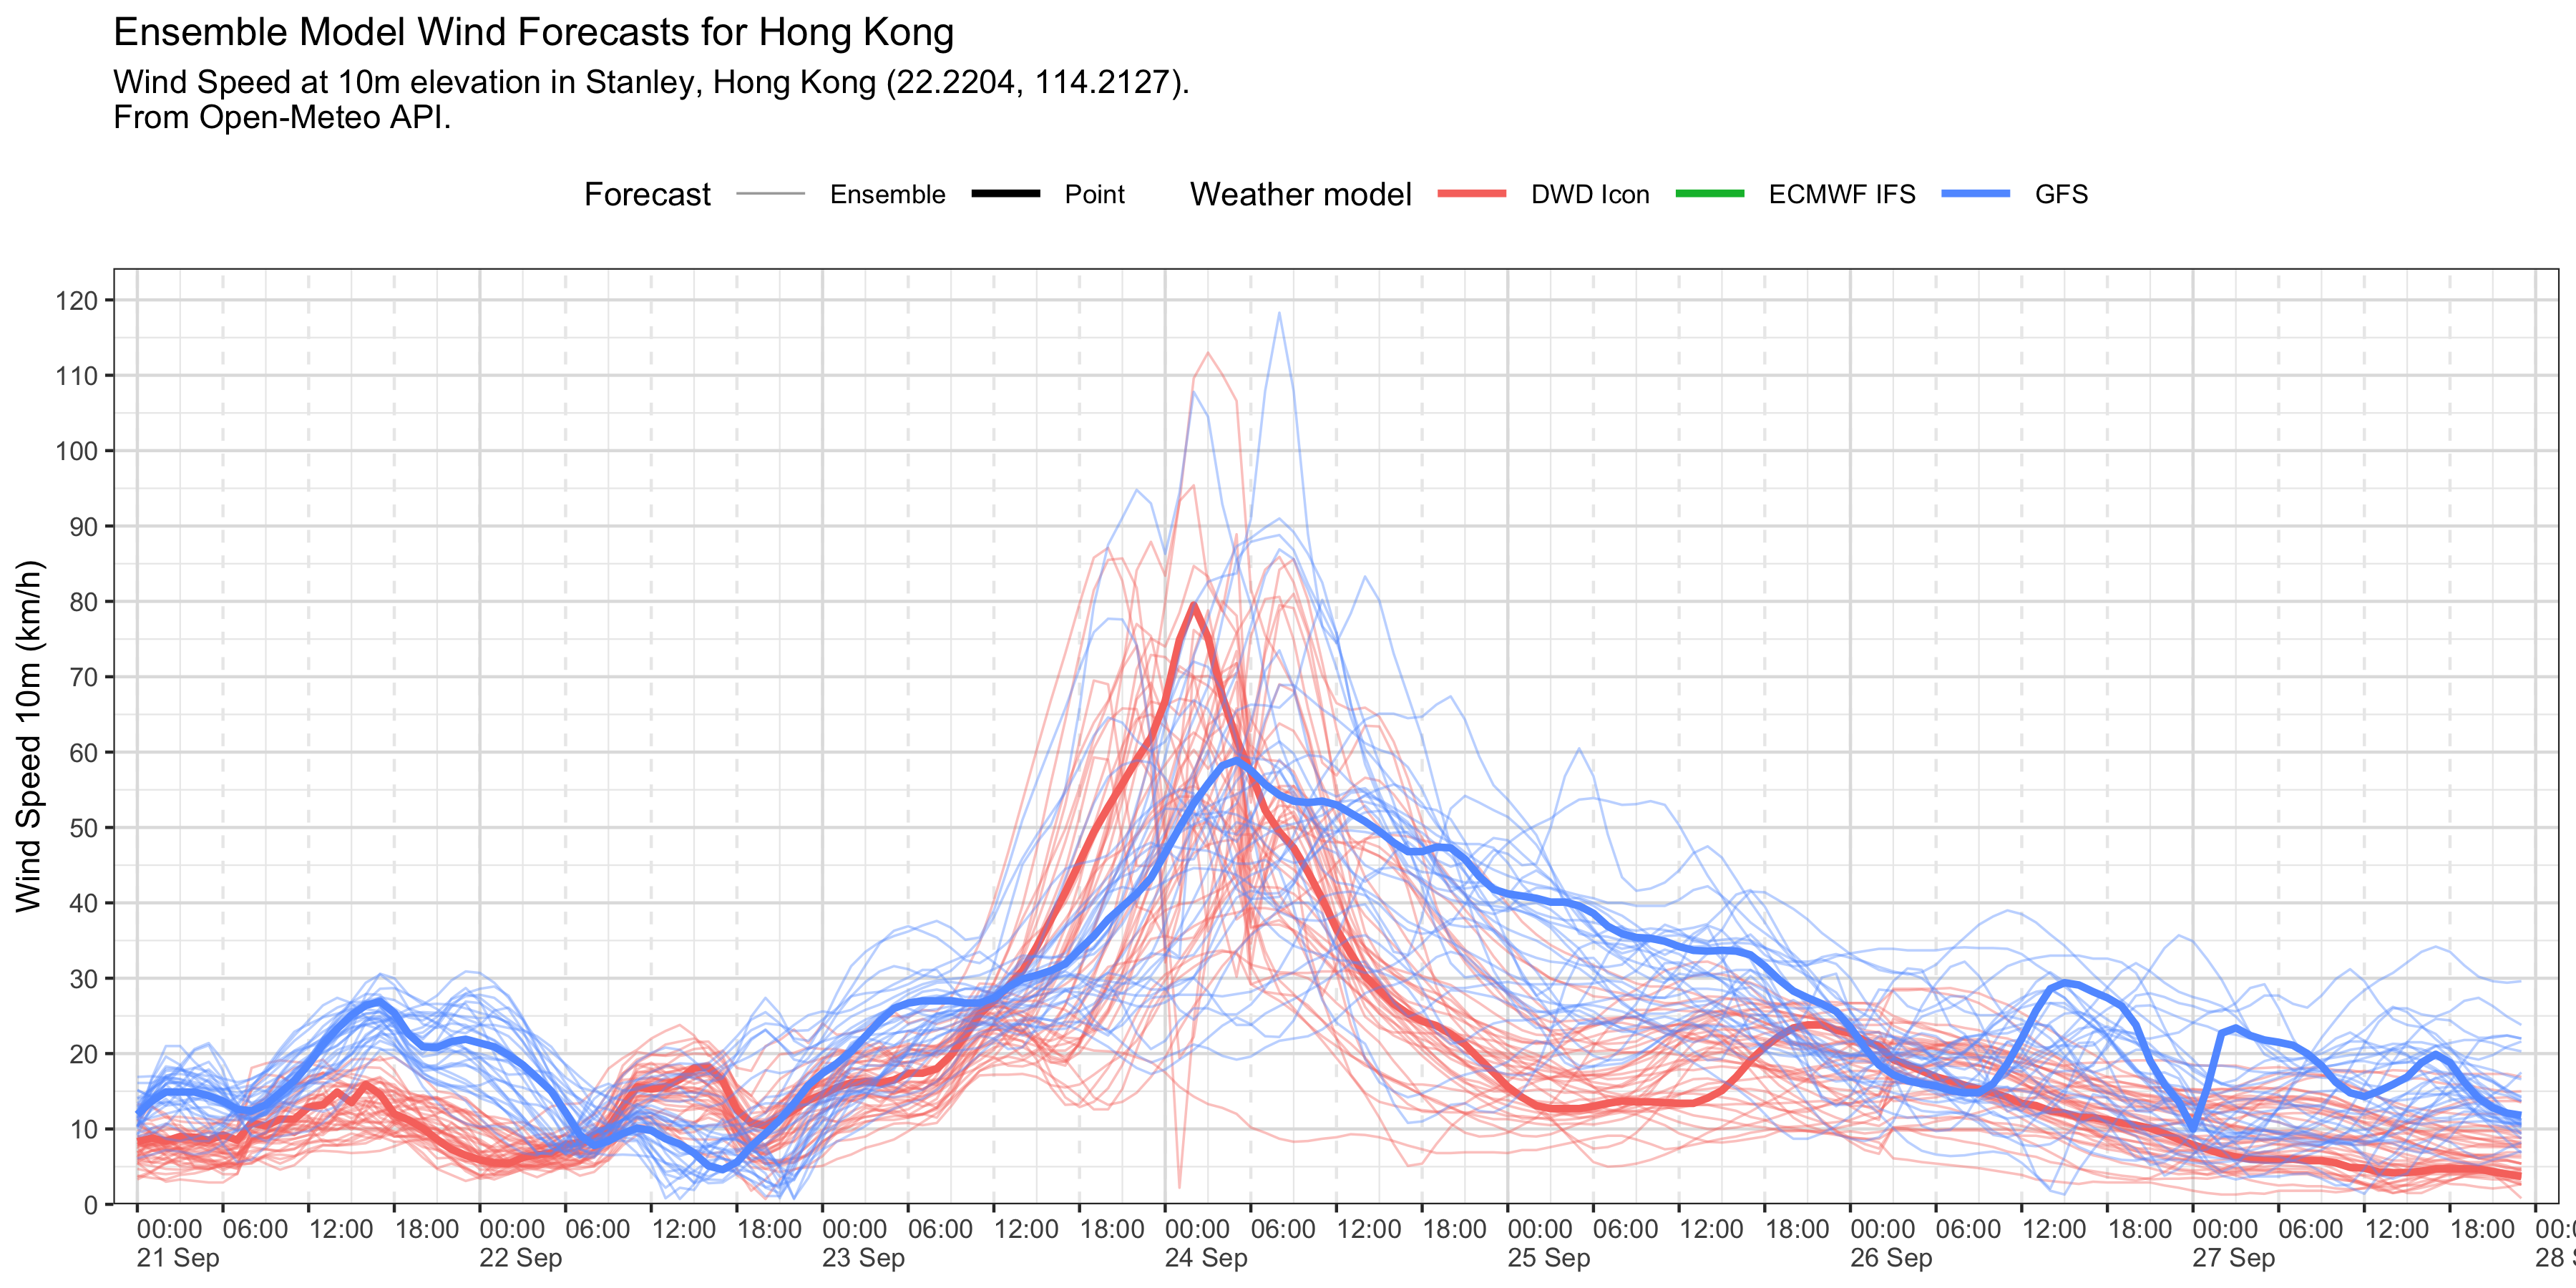 Ensemble Model Wind Forecasts for Hong Kong
Wind Speed at 10m elevation in Stanley, Hong Kong (22.2204, 114.2127).
From Open-Meteo API.
Forecast Ensemble Point Weather model DWD Icon ECMWF IFS GFS
Wind Speed 10m (km/h)
120
110
100
90
80
70
60
50
40
30
20
10
0
00:00 06:00 12:00 18:00 00:00 06:00 12:00 18:00 00:00 06:00 12:00 18:00 00:00 06:00 12:00 18:00 00:00 06:00 12:00 18:00 00:00 06:00 12:00 18:00 00:00 06:00 12:00 18:00
21 Sep 22 Sep 23 Sep 24 Sep 25 Sep 26 Sep 27 Sep 28